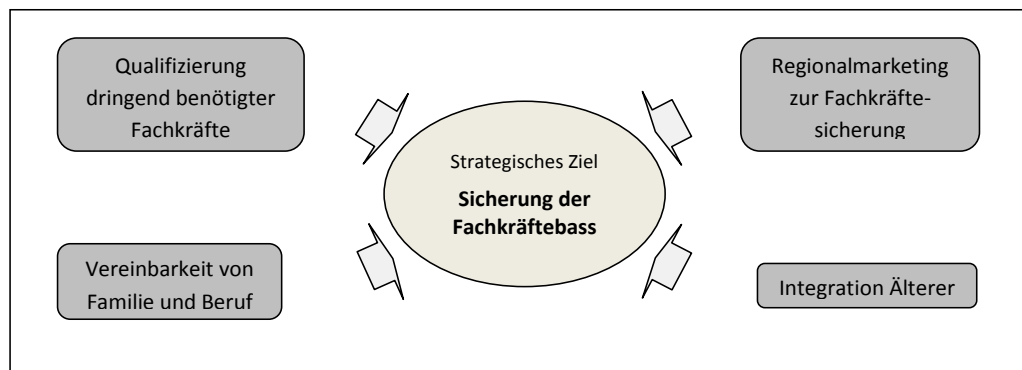 Qualifizierung
dringend benötigter
Fachkräfte
Regionalmarketing
zur Fachkräfte-
sicherung
Strategisches Ziel
Sicherung der
Fachkräftebass
Vereinbarkeit von
Familie und Beruf
Integration Älterer